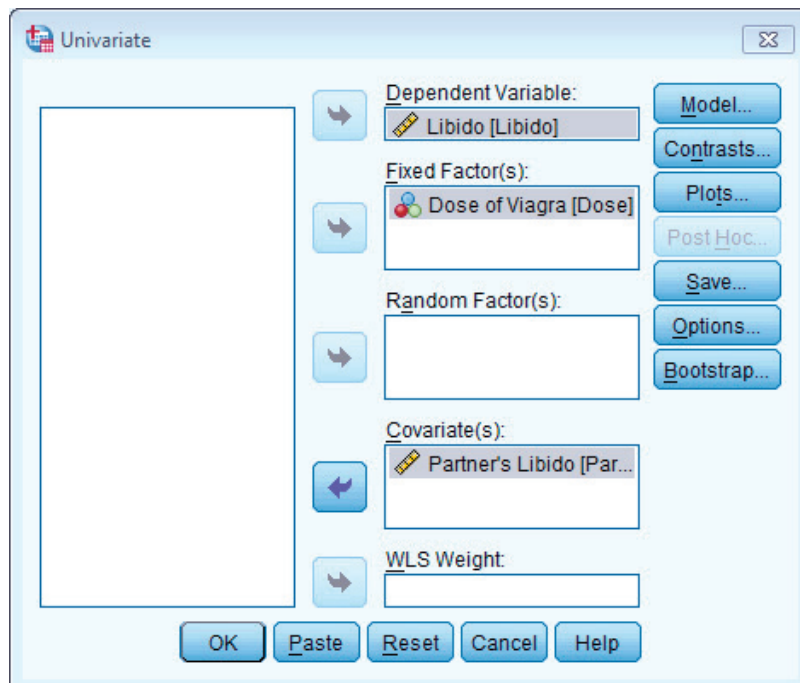 Univariate
Dependent Variable:
Libido [Libido]
Fixed Factor(s):
Dose of Viagra [Dose]
Random Factor(s):
Covariate(s):
Partner's Libido [Par...
WLS Weight:
Model...
Contrasts...
Plots...
Post Hoc...
Save...
Options...
Bootstrap...
OK Paste Reset Cancel Help